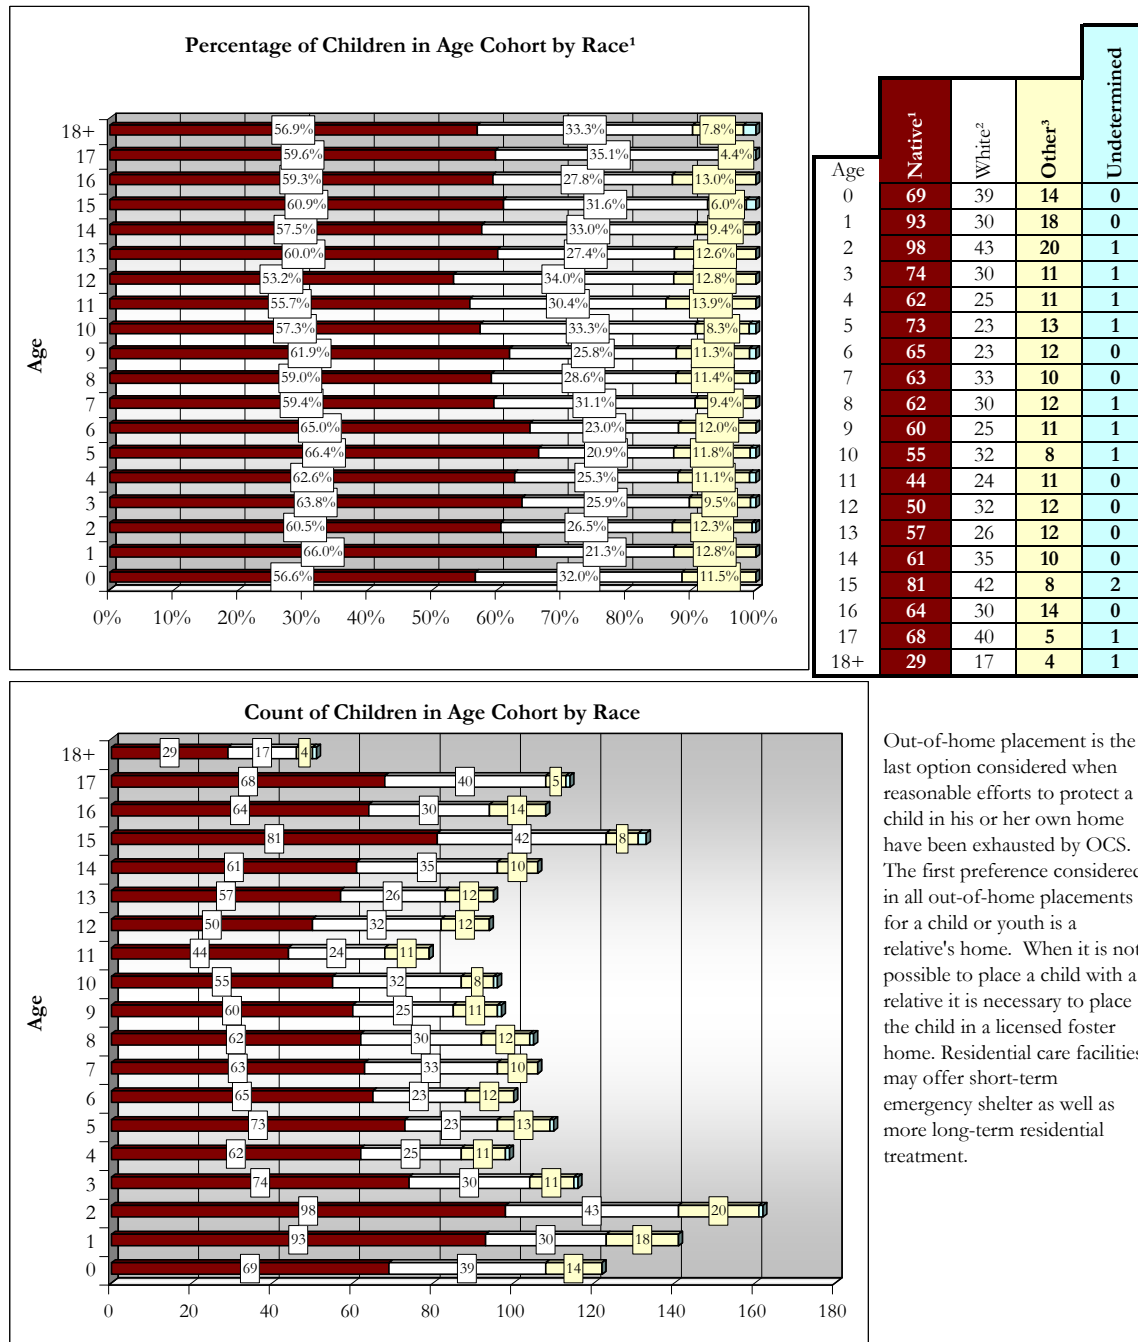 Percentage of Children in Age Cohort by Race¹
Age
18+ 56.9% 33.3% 7.8%
17 59.6% 35.1% 4.4%
16 59.3% 27.8% 13.0%
15 60.9% 31.6% 6.0%
14 57.5% 33.0% 9.4%
13 60.0% 27.4% 12.6%
12 53.2% 34.0% 12.8%
11 55.7% 30.4% 13.9%
10 57.3% 33.3% 8.3%
9 61.9% 25.8% 11.3%
8 59.0% 28.6% 11.4%
7 59.4% 31.1% 9.4%
6 65.0% 23.0% 12.0%
5 66.4% 20.9% 11.8%
4 62.6% 25.3% 11.1%
3 63.8% 25.9% 9.5%
2 60.5% 26.5% 12.3%
1 66.0% 21.3% 12.8%
0 56.6% 32.0% 11.5%
0% 10% 20% 30% 40% 50% 60% 70% 80% 90% 100%
Age Native¹ White² Other³ Undetermined
0 69 39 14 0
1 93 30 18 0
2 98 43 20 1
3 74 30 11 1
4 62 25 11 1
5 73 23 13 1
6 65 23 12 0
7 63 33 10 0
8 62 30 12 1
9 60 25 11 1
10 55 32 8 1
11 44 24 11 0
12 50 32 12 0
13 57 26 12 0
14 61 35 10 0
15 81 42 8 2
16 64 30 14 0
17 68 40 5 1
18+ 29 17 4 1
Count of Children in Age Cohort by Race
Age
18+ 29 17 4
17 68 40 5
16 64 30 14
15 81 42 8
14 61 35 10
13 57 26 12
12 50 32 12
11 44 24 11
10 55 32 8
9 60 25 11
8 62 30 12
7 63 33 10
6 65 23 12
5 73 23 13
4 62 25 11
3 74 30 11
2 98 43 20
1 93 30 18
0 69 39 14
0 20 40 60 80 100 120 140 160 180
Out-of-home placement is the
last option considered when
reasonable efforts to protect a
child in his or her own home
have been exhausted by OCS.
The first preference considered
in all out-of-home placements
for a child or youth is a
relative's home. When it is not
possible to place a child with a
relative it is necessary to place
the child in a licensed foster
home. Residential care facilities
may offer short-term
emergency shelter as well as
more long-term residential
treatment.